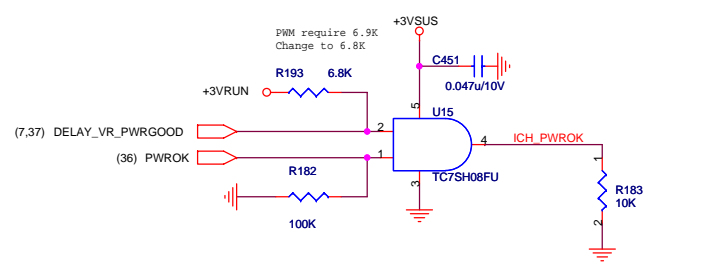 +3VSUS
PWM require 6.9K
Change to 6.8K
C451
R193 6.8K
0.047u/10V
+3VRUN
5
U15
(7,37) DELAY_VR_PWRGOOD
2
4
ICH_PWROK
(36) PWROK
1
1
R182
3
TC7SH08FU
R183
10K
100K
2